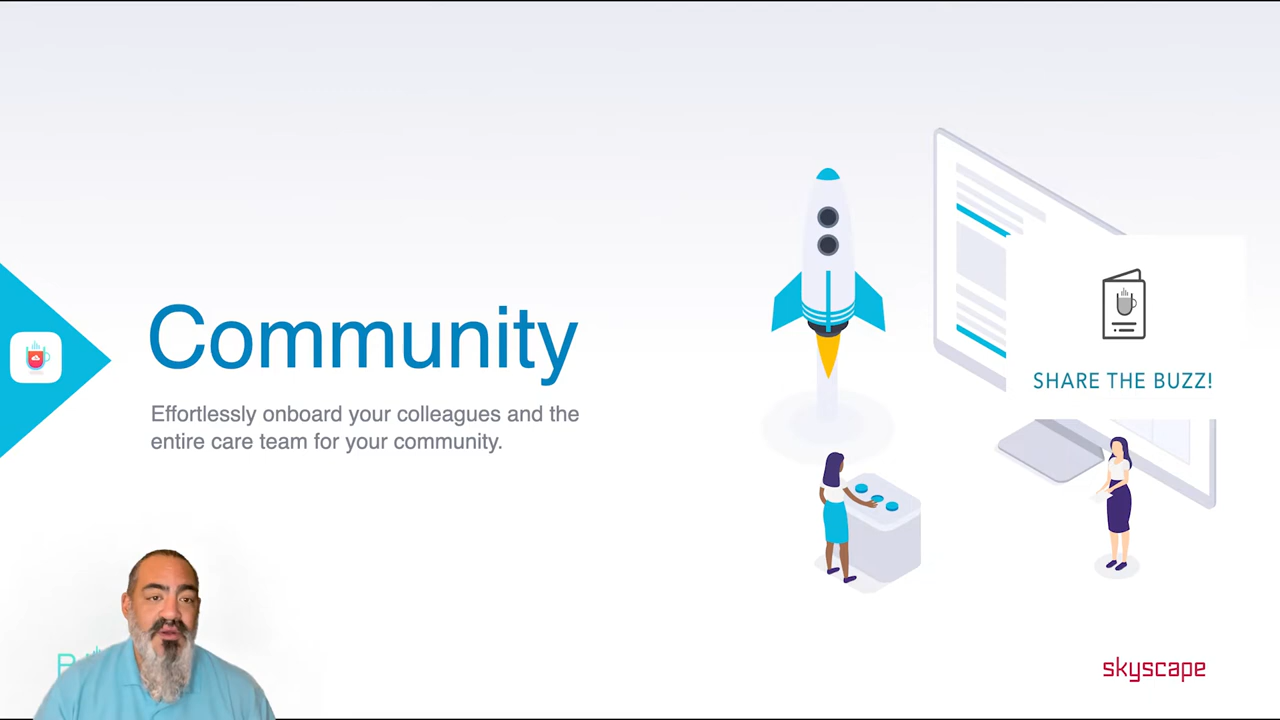 Community
Effortlessly onboard your colleagues and the
entire care team for your community.
SHARE THE BUZZ!
skyscape